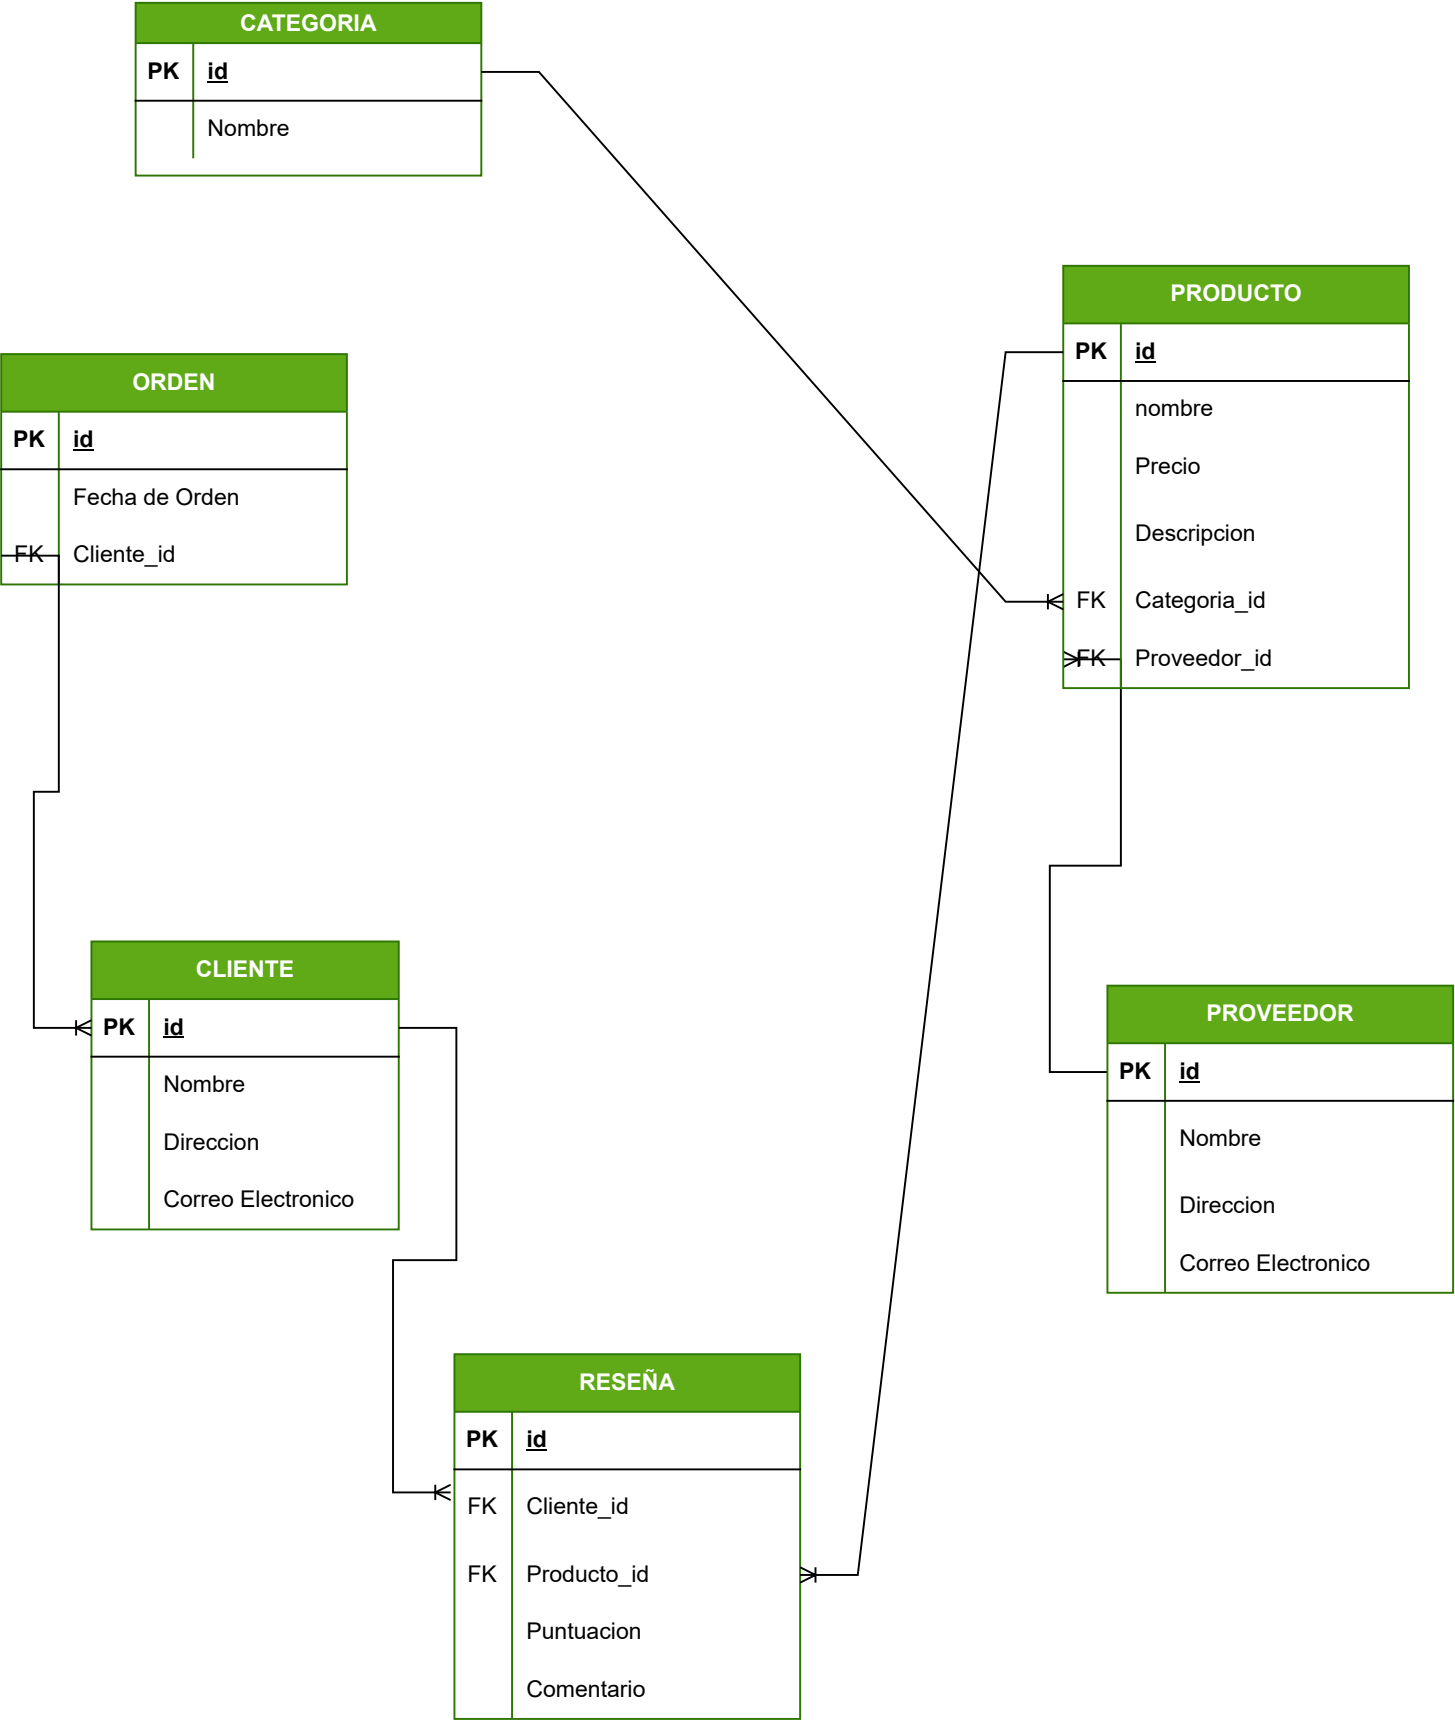 CATEGORIA
PK id
Nombre
PRODUCTO
PK id
nombre
Precio
Descripcion
FK Categoria_id
FK Proveedor_id
ORDEN
PK id
Fecha de Orden
FK Cliente_id
CLIENTE
PK id
Nombre
Direccion
Correo Electronico
PROVEEDOR
PK id
Nombre
Direccion
Correo Electronico
RESEÑA
PK id
FK Cliente_id
FK Producto_id
Puntuacion
Comentario